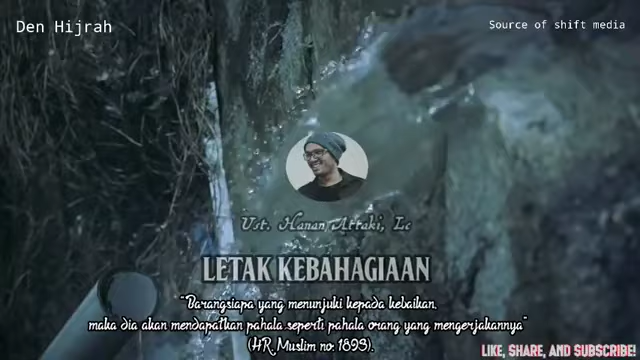 Den Hijrah
Source of shift media
Ust. Hanan Attaki, Lc
LETAK KEBAHAGIAAN
"Barangsiapa yang menunjuki kepada kebaikan,
maka dia akan mendapatkan pahala seperti pahala orang yang mengerjakannya"
(HR Muslim no: 1893).
LIKE, SHARE, AND SUBSCRIBE!